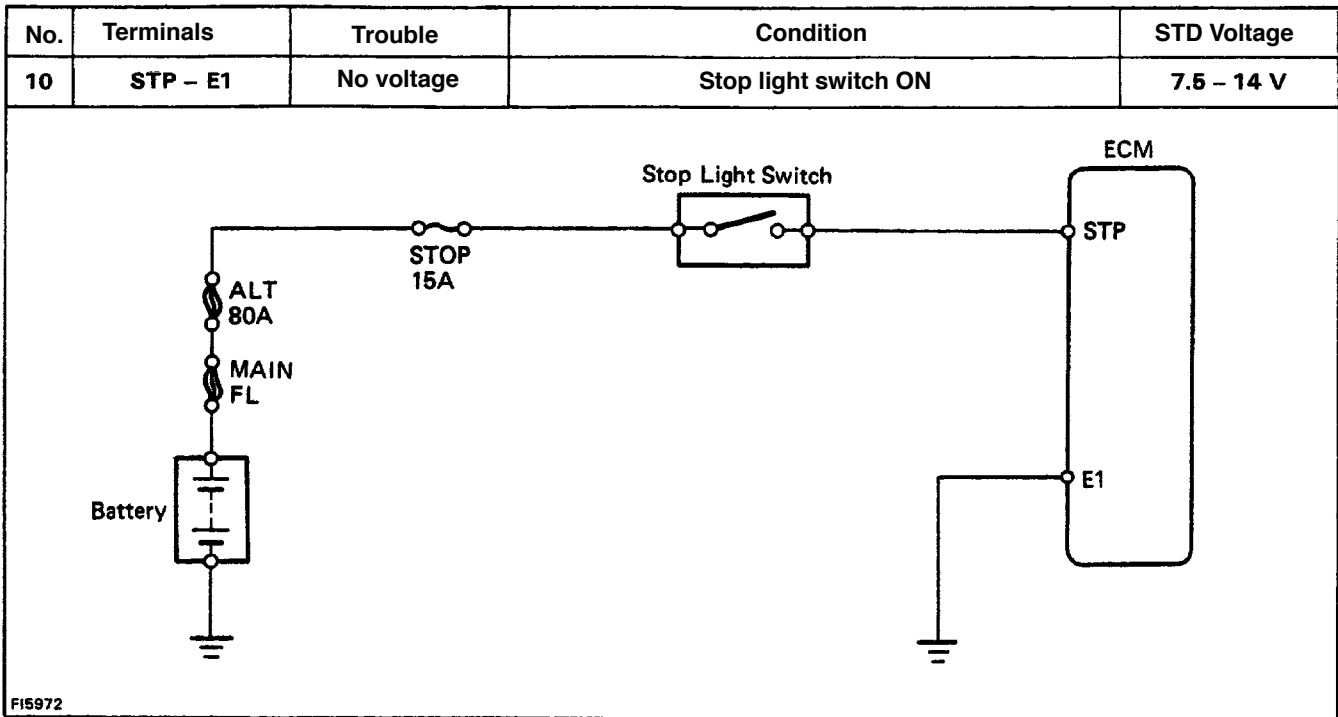 No. Terminals Trouble Condition STD Voltage
10 STP – E1 No voltage Stop light switch ON 7.5 – 14 V
ECM
Stop Light Switch
STP
STOP
15A
ALT
80A
MAIN
FL
E1
Battery
FI5972